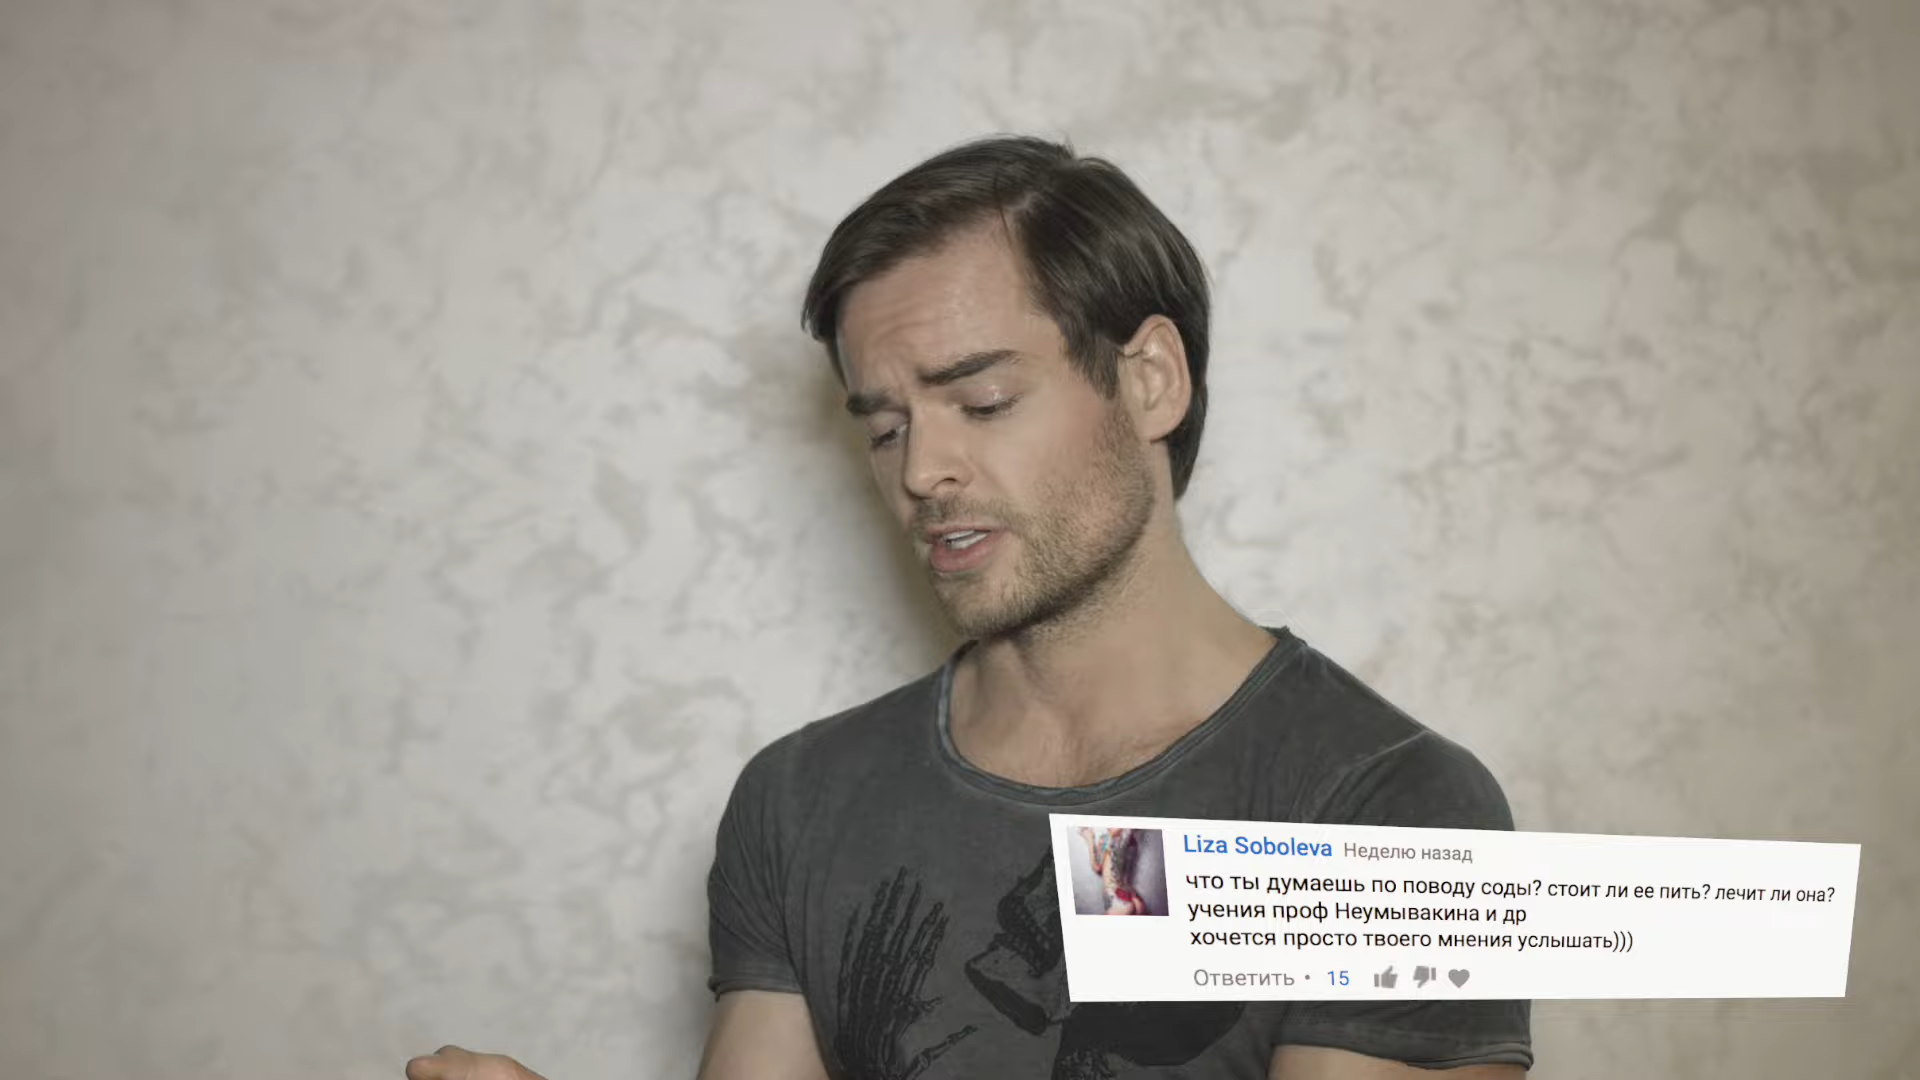 Liza Soboleva Неделю назад
что ты думаешь по поводу соды? стоит ли ее пить? лечит ли она?
учения проф Неумывакина и др
хочется просто твоего мнения услышать)))
Ответить • 15